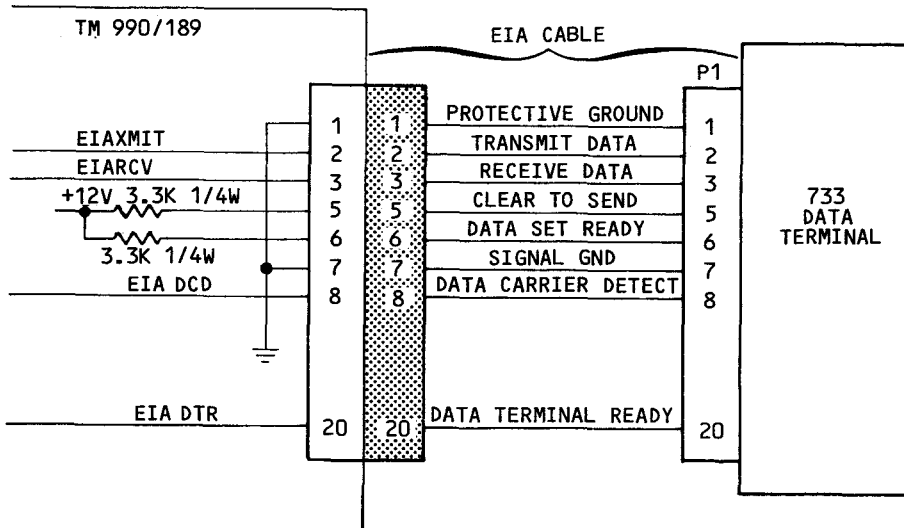 TM 990/189
EIA CABLE
P1
EIAXMIT
EIARCV
+12V 3.3K 1/4W
3.3K 1/4W
EIA DCD
EIA DTR
1
2
3
5
6
7
8
20
1
2
3
5
6
7
8
20
PROTECTIVE GROUND
TRANSMIT DATA
RECEIVE DATA
CLEAR TO SEND
DATA SET READY
SIGNAL GND
DATA CARRIER DETECT
DATA TERMINAL READY
1
2
3
5
6
7
8
20
733
DATA
TERMINAL